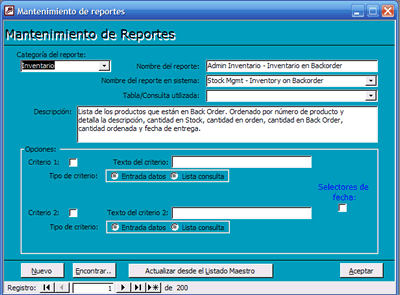 Mantenimiento de reportes
Mantenimiento de Reportes
Categoría del reporte:
Inventario
Nombre del reporte: Admin Inventario - Inventario en Backorder
Nombre del reporte en sistema: Stock Mgmt - Inventory on Backorder
Tabla/Consulta utilizada:
Descripción: Lista de los productos que están en Back Order. Ordenado por número de producto y
detalla la descripción, cantidad en Stock, cantidad en orden, cantidad en Back Order,
cantidad ordenada y fecha de entrega.
Opciones:
Criterio 1: Texto del criterio:
Tipo de criterio: Entrada datos Lista consulta
Selectores de
fecha:
Criterio 2: Texto del criterio 2:
Tipo de criterio: Entrada datos Lista consulta
Nuevo Encontrar.. Actualizar desde el Listado Maestro Aceptar
Registro: 1 de 200